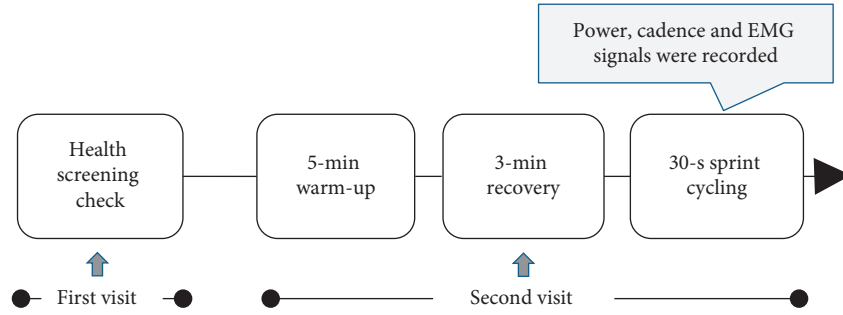 Power, cadence and EMG
signals were recorded
Health
screening
check
5-min
warm-up
3-min
recovery
30-s sprint
cycling
First visit
Second visit